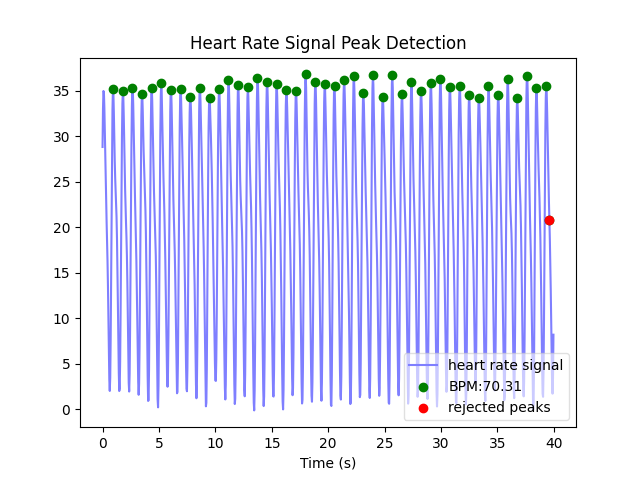 Heart Rate Signal Peak Detection
35
30
25
20
15
10
5
0
heart rate signal
BPM:70.31
rejected peaks
0 5 10 15 20 25 30 35 40
Time (s)